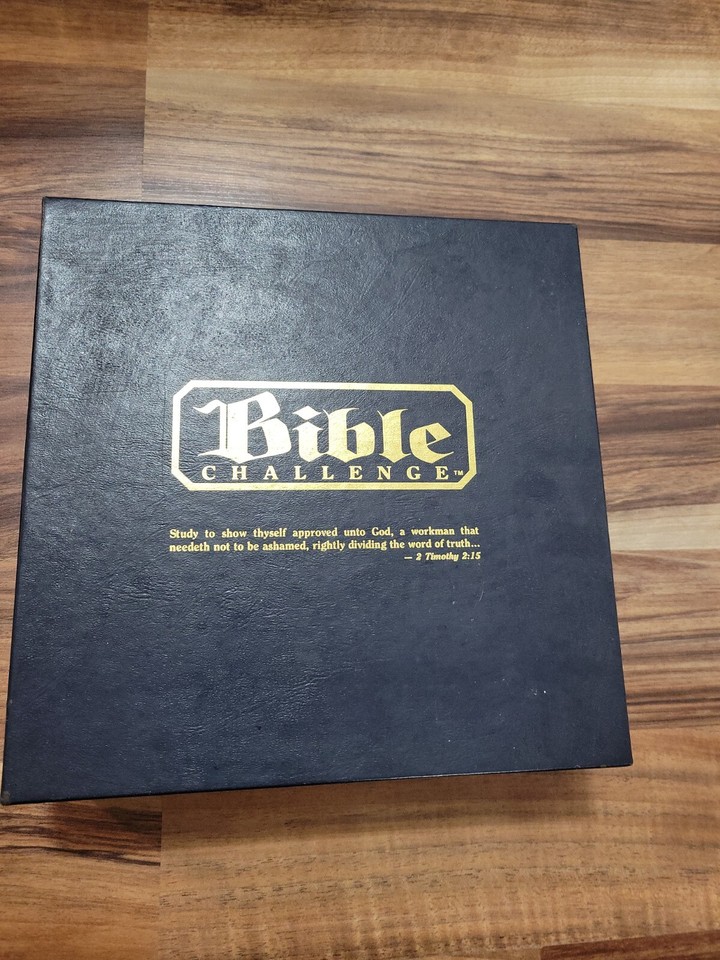 Bible
CHALLENGE™
Study to show thyself approved unto God, a workman that
needeth not to be ashamed, rightly dividing the word of truth...
— 2 Timothy 2:15